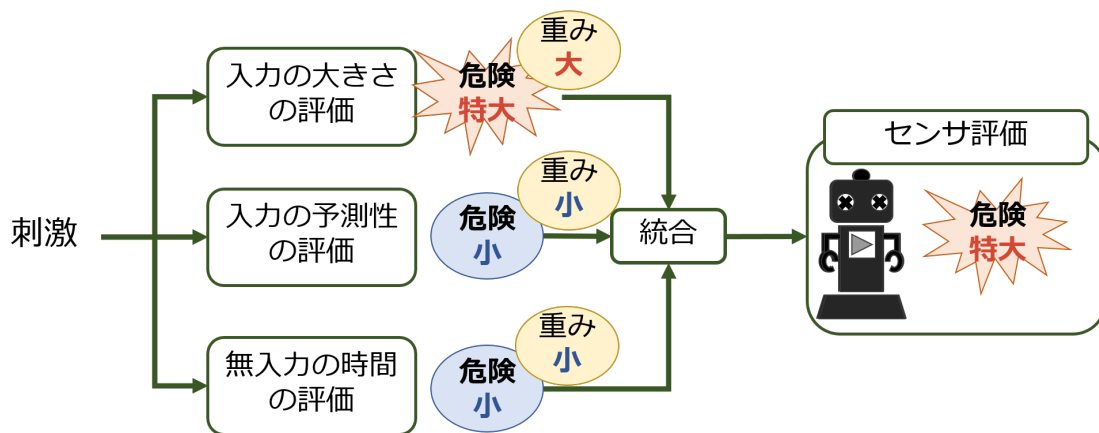 刺激
入力の大きさ
の評価
危険
特大
重み
大
入力の予測性
の評価
危険
小
重み
小
無入力の時間
の評価
危険
小
重み
小
統合
センサ評価
危険
特大